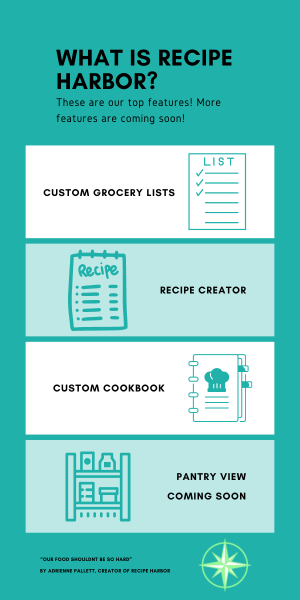 WHAT IS RECIPE
HARBOR?
These are our top features! More
features are coming soon!
LIST
CUSTOM GROCERY LISTS
Recipe
RECIPE CREATOR
CUSTOM COOKBOOK
PANTRY VIEW
COMING SOON
"OUR FOOD SHOULDNT BE SO HARD"
BY ADRIENNE PALLETT, CREATOR OF RECIPE HARBOR